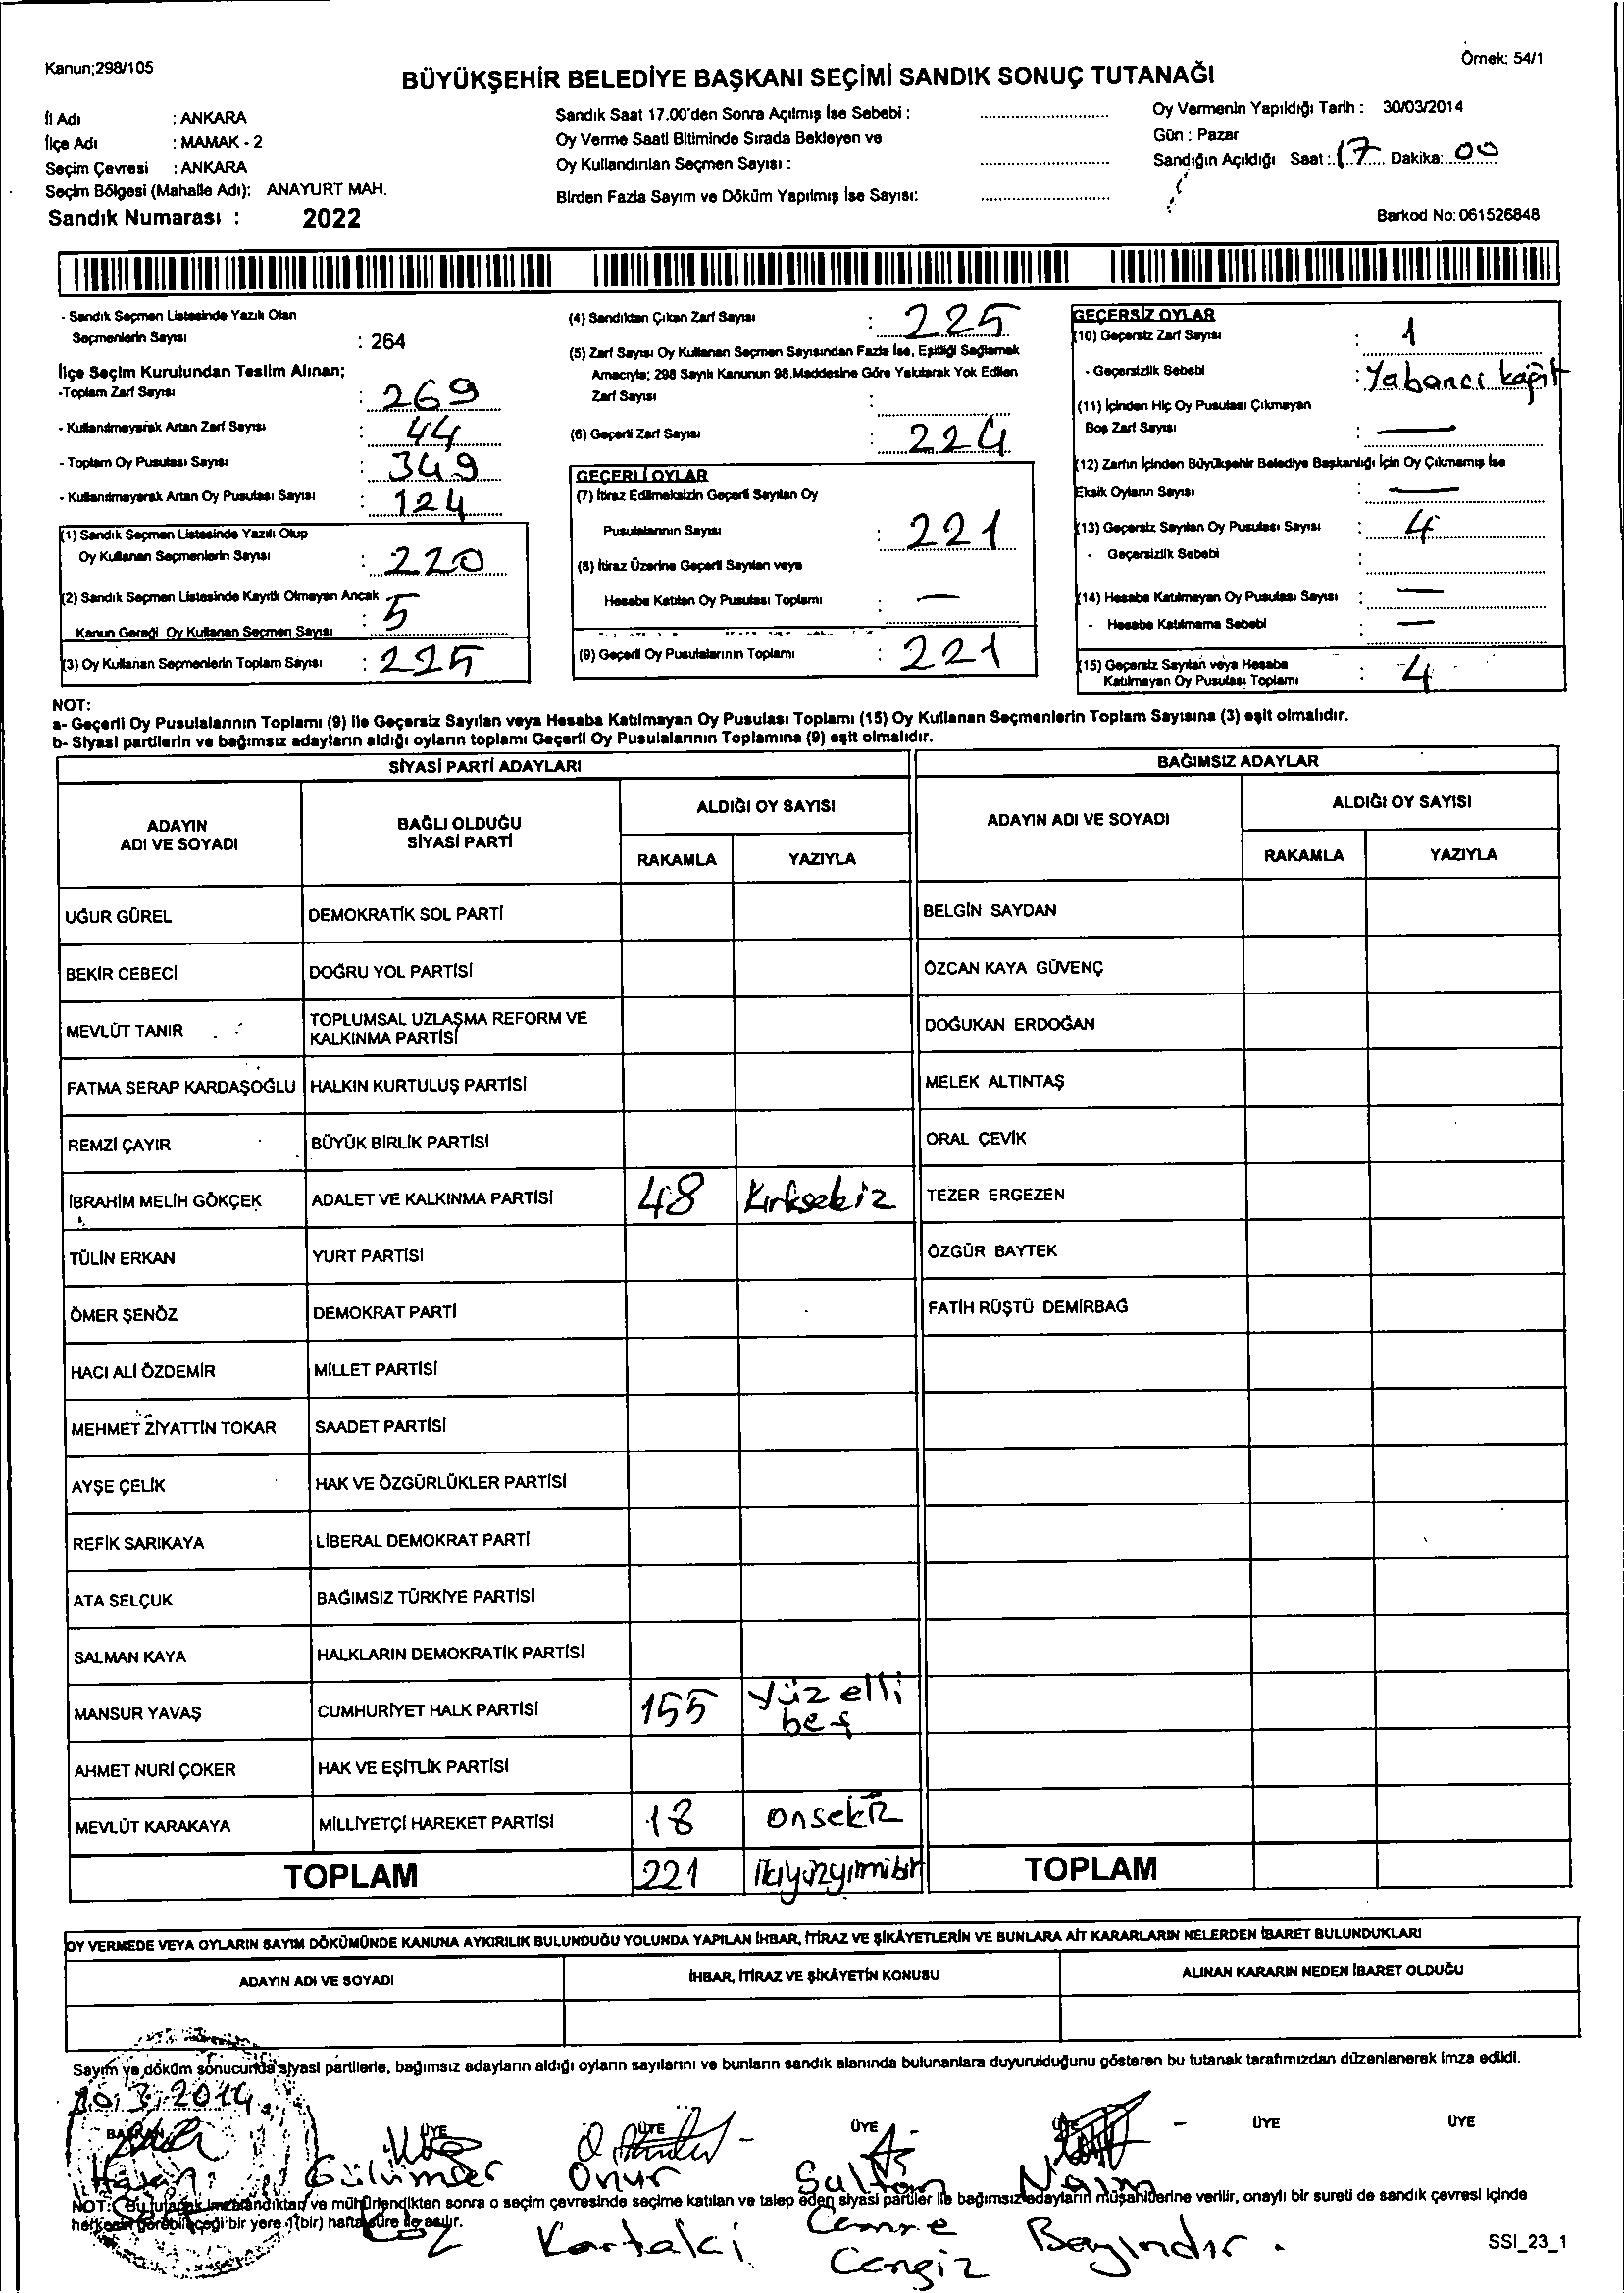 Kanun;298/105
Örnek: 54/1
BÜYÜKŞEHİR BELEDİYE BAŞKANI SEÇİMİ SANDIK SONUÇ TUTANAĞI
İl Adı : ANKARA
İlçe Adı : MAMAK - 2
Seçim Çevresi : ANKARA
Seçim Bölgesi (Mahalle Adı): ANAYURT MAH.
Sandık Numarası : 2022
Sandık Saat 17.00'den Sonra Açılmış İse Sebebi :
Oy Verme Saati Bitiminde Sırada Bekleyen ve
Oy Kullandırılan Seçmen Sayısı :
Birden Fazla Sayım ve Döküm Yapılmış İse Sayısı:
Oy Vermenin Yapıldığı Tarih : 30/03/2014
Gün : Pazar
Sandığın Açıldığı Saat : 17 Dakika: 00
Barkod No: 061526848
- Sandık Seçmen Listesinde Yazılı Olan
Seçmenlerin Sayısı : 264
İlçe Seçim Kurulundan Teslim Alınan;
-Toplam Zarf Sayısı : 269
- Kullanılmayarak Artan Zarf Sayısı : 44
- Toplam Oy Pusulası Sayısı : 349
- Kullanılmayarak Artan Oy Pusulası Sayısı : 124
(1) Sandık Seçmen Listesinde Yazılı Olup
Oy Kullanan Seçmenlerin Sayısı : 220
(2) Sandık Seçmen Listesinde Kayıtlı Olmayan Ancak
Kanun Gereği Oy Kullanan Seçmen Sayısı : 5
(3) Oy Kullanan Seçmenlerin Toplam Sayısı : 225
(4) Sandıktan Çıkan Zarf Sayısı : 225
(5) Zarf Sayısı Oy Kullanan Seçmen Sayısından Fazla İse, Eşitliği Sağlamak
Amacıyla; 298 Sayılı Kanunun 98.Maddesine Göre Yakılarak Yok Edilen
Zarf Sayısı :
(6) Geçerli Zarf Sayısı : 224
GEÇERLİ OYLAR
(7) İtiraz Edilmeksizin Geçerli Sayılan Oy
Pusulalarının Sayısı : 221
(8) İtiraz Üzerine Geçerli Sayılan veya
Hesaba Katılan Oy Pusulası Toplamı : —
(9) Geçerli Oy Pusulalarının Toplamı : 221
GEÇERSİZ OYLAR
(10) Geçersiz Zarf Sayısı : 1
- Geçersizlik Sebebi : Yabancı kağıt
(11) İçinden Hiç Oy Pusulası Çıkmayan
Boş Zarf Sayısı : —
(12) Zarfın İçinden Büyükşehir Belediye Başkanlığı İçin Oy Çıkmamış İse
Eksik Oyların Sayısı : —
(13) Geçersiz Sayılan Oy Pusulası Sayısı : 4
- Geçersizlik Sebebi :
(14) Hesaba Katılmayan Oy Pusulası Sayısı : —
- Hesaba Katılmama Sebebi —
(15) Geçersiz Sayılan veya Hesaba
Katılmayan Oy Pusulası Toplamı : 4
NOT:
a- Geçerli Oy Pusulalarının Toplamı (9) ile Geçersiz Sayılan veya Hesaba Katılmayan Oy Pusulası Toplamı (15) Oy Kullanan Seçmenlerin Toplam Sayısına (3) eşit olmalıdır.
b- Siyasi partilerin ve bağımsız adayların aldığı oyların toplamı Geçerli Oy Pusulalarının Toplamına (9) eşit olmalıdır.
SİYASİ PARTİ ADAYLARI BAĞIMSIZ ADAYLAR
ADAYIN ADI VE SOYADI BAĞLI OLDUĞU SİYASİ PARTİ ALDIĞI OY SAYISI ADAYIN ADI VE SOYADI ALDIĞI OY SAYISI
RAKAMLA YAZIYLA RAKAMLA YAZIYLA
UĞUR GÜREL DEMOKRATİK SOL PARTİ BELGİN SAYDAN
BEKİR CEBECİ DOĞRU YOL PARTİSİ ÖZCAN KAYA GÜVENÇ
MEVLÜT TANIR TOPLUMSAL UZLAŞMA REFORM VE KALKINMA PARTİSİ DOĞUKAN ERDOĞAN
FATMA SERAP KARDAŞOĞLU HALKIN KURTULUŞ PARTİSİ MELEK ALTINTAŞ
REMZİ ÇAYIR BÜYÜK BİRLİK PARTİSİ ORAL ÇEVİK
İBRAHİM MELİH GÖKÇEK ADALET VE KALKINMA PARTİSİ 48 Kırksekiz TEZER ERGEZEN
TÜLİN ERKAN YURT PARTİSİ ÖZGÜR BAYTEK
ÖMER ŞENÖZ DEMOKRAT PARTİ FATİH RÜŞTÜ DEMİRBAĞ
HACI ALİ ÖZDEMİR MİLLET PARTİSİ
MEHMET ZİYATTİN TOKAR SAADET PARTİSİ
AYŞE ÇELİK HAK VE ÖZGÜRLÜKLER PARTİSİ
REFİK SARIKAYA LİBERAL DEMOKRAT PARTİ
ATA SELÇUK BAĞIMSIZ TÜRKİYE PARTİSİ
SALMAN KAYA HALKLARIN DEMOKRATİK PARTİSİ
MANSUR YAVAŞ CUMHURİYET HALK PARTİSİ 155 yüz elli beş
AHMET NURİ ÇOKER HAK VE EŞİTLİK PARTİSİ
MEVLÜT KARAKAYA MİLLİYETÇİ HAREKET PARTİSİ 18 onsekiz
TOPLAM 221 ikiyüzyirmibir TOPLAM
OY VERMEDE VEYA OYLARIN SAYIM DÖKÜMÜNDE KANUNA AYKIRILIK BULUNDUĞU YOLUNDA YAPILAN İHBAR, İTİRAZ VE ŞİKÂYETLERİN VE BUNLARA AİT KARARLARIN NELERDEN İBARET BULUNDUKLARI
ADAYIN ADI VE SOYADI İHBAR, İTİRAZ VE ŞİKÂYETİN KONUSU ALINAN KARARIN NEDEN İBARET OLDUĞU
Sayım ve döküm sonucunda siyasi partilerle, bağımsız adayların aldığı oyların sayılarını ve bunların sandık alanında bulunanlara duyurulduğunu gösteren bu tutanak tarafımızdan düzenlenerek imza edildi.
30.3.2014
BAŞKAN ÜYE ÜYE ÜYE ÜYE ÜYE ÜYE
Hasan Gülümder Onur Sultan Naim
NOT: Bu tutanak imzalandıktan ve mühürlendikten sonra o seçim çevresinde seçime katılan ve talep eden siyasi partiler ile bağımsız adayların müşahitlerine verilir, onaylı bir sureti de sandık çevresi içinde
herkesin görebileceği bir yere 1(bir) hafta süre ile asılır.
Koz Kartalci Cemre Bayındır.
Cengiz
SSI_23_1